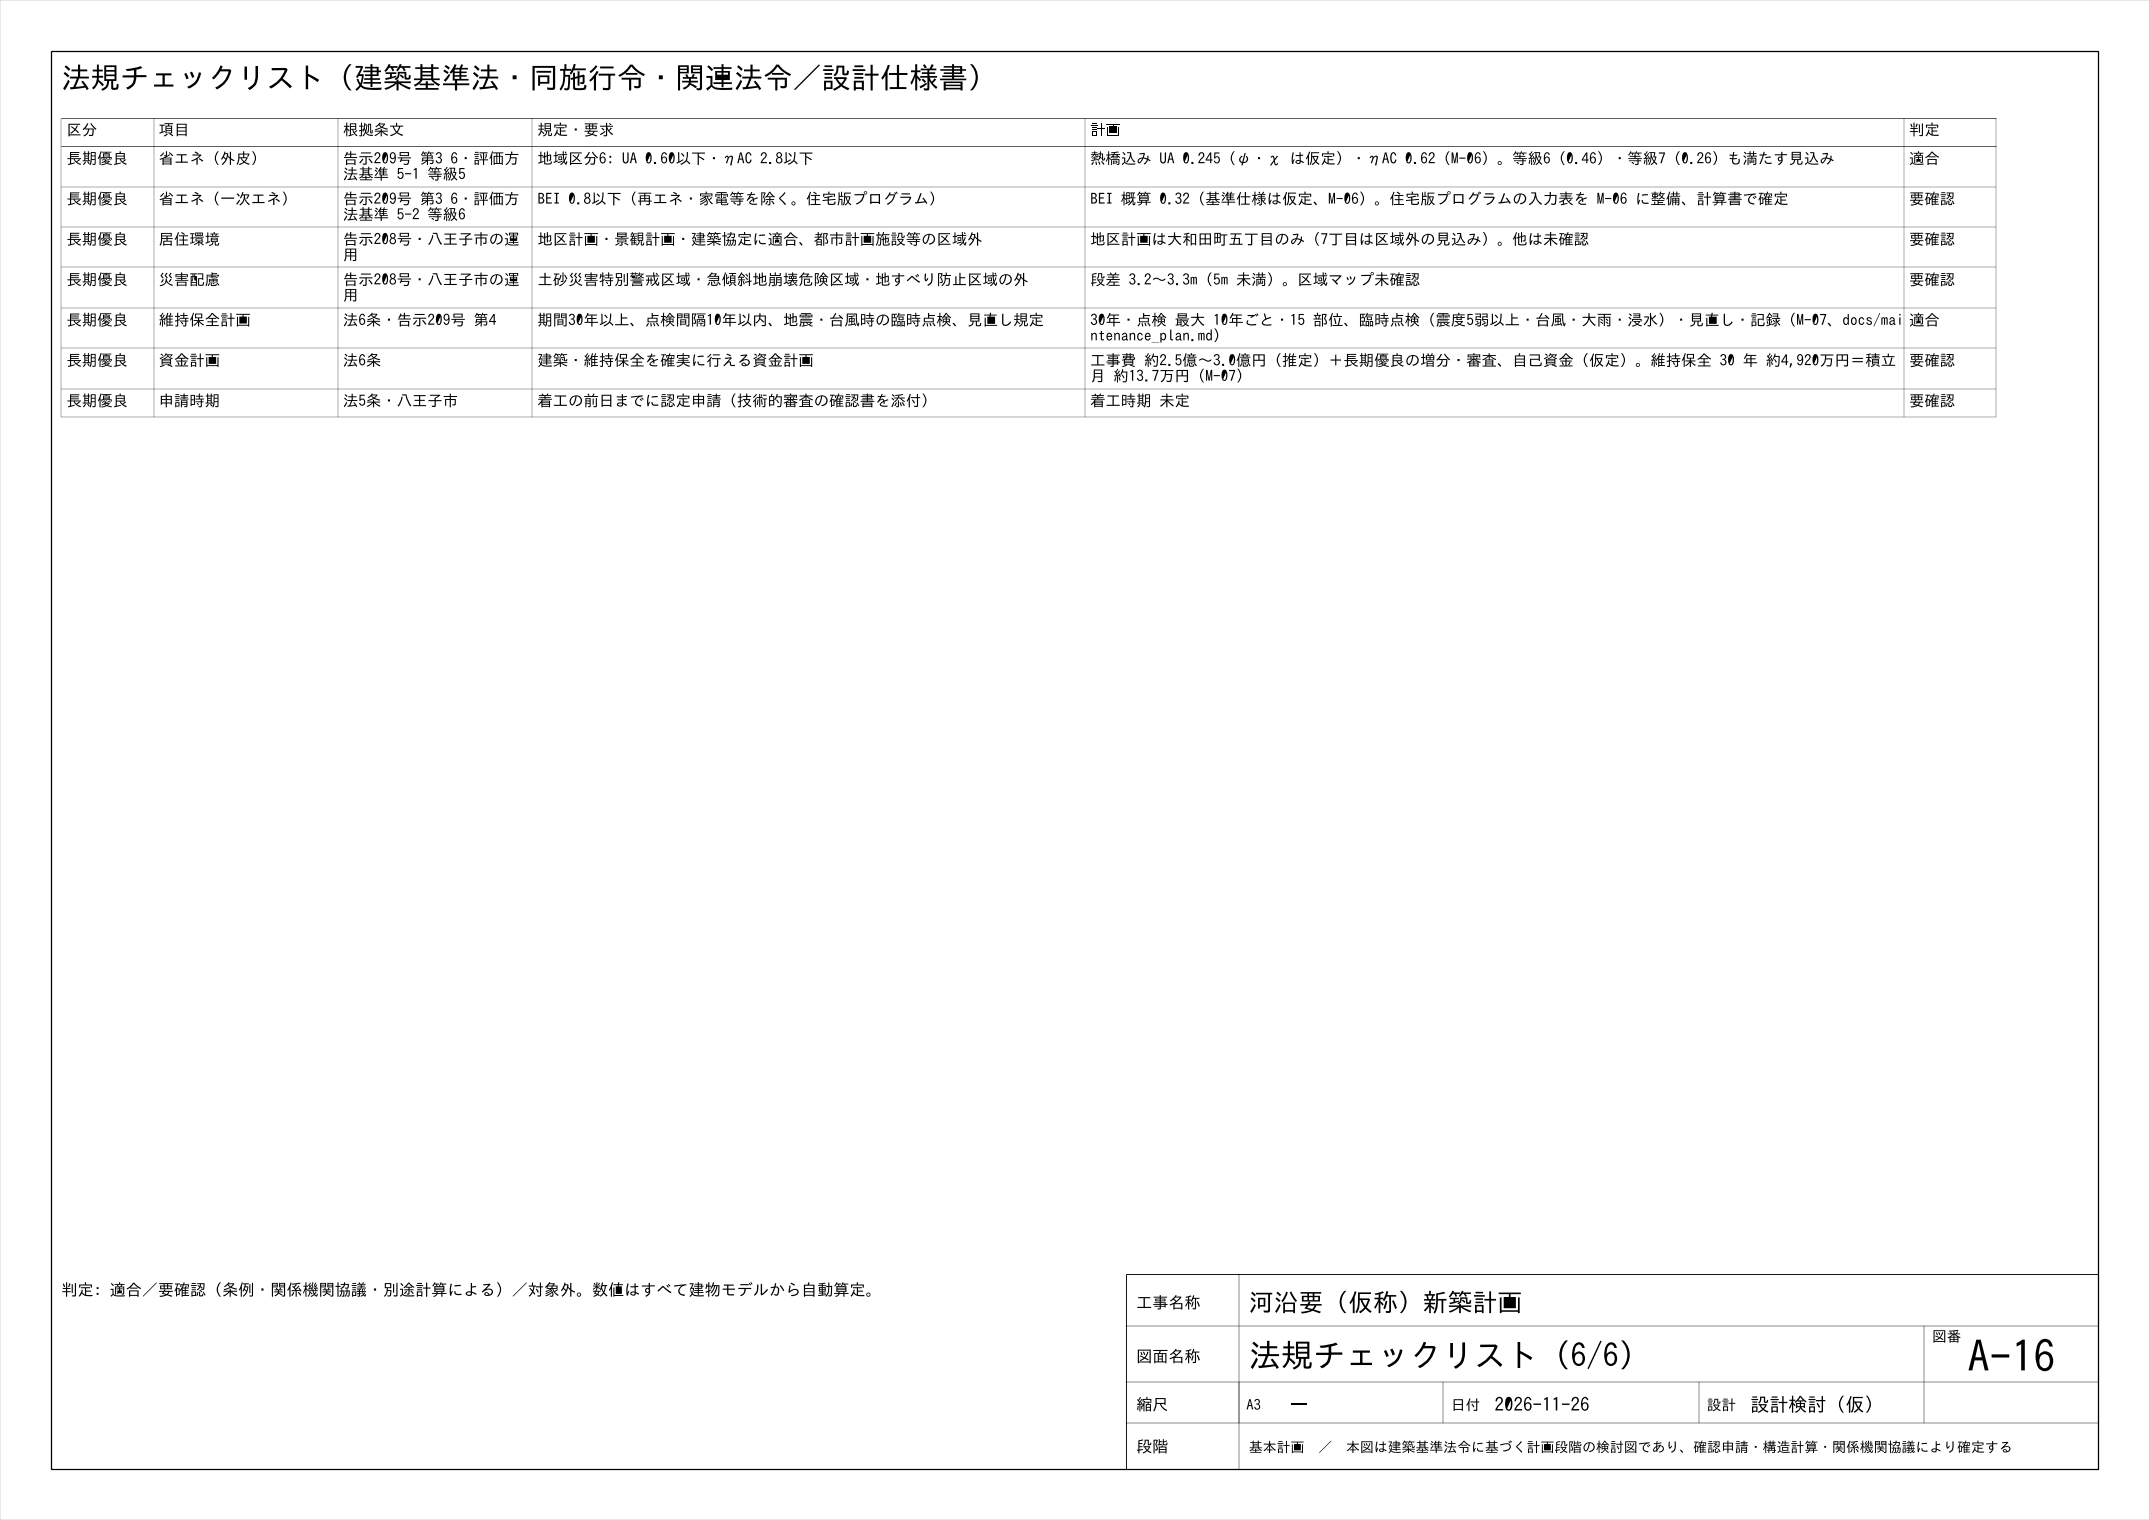 法規チェックリスト（建築基準法・同施行令・関連法令／設計仕様書）
区分 項目 根拠条文 規定・要求 計画 判定
長期優良 省エネ（外皮） 告示209号 第3 6・評価方法基準 5-1 等級5 地域区分6: UA 0.60以下・ηAC 2.8以下 熱橋込み UA 0.245（ψ・χ は仮定）・ηAC 0.62（M-06）。等級6（0.46）・等級7（0.26）も満たす見込み 適合
長期優良 省エネ（一次エネ） 告示209号 第3 6・評価方法基準 5-2 等級6 BEI 0.8以下（再エネ・家電等を除く。住宅版プログラム） BEI 概算 0.32（基準仕様は仮定、M-06）。住宅版プログラムの入力表を M-06 に整備、計算書で確定 要確認
長期優良 居住環境 告示208号・八王子市の運用 地区計画・景観計画・建築協定に適合、都市計画施設等の区域外 地区計画は大和田町五丁目のみ（7丁目は区域外の見込み）。他は未確認 要確認
長期優良 災害配慮 告示208号・八王子市の運用 土砂災害特別警戒区域・急傾斜地崩壊危険区域・地すべり防止区域の外 段差 3.2～3.3m（5m 未満）。区域マップ未確認 要確認
長期優良 維持保全計画 法6条・告示209号 第4 期間30年以上、点検間隔10年以内、地震・台風時の臨時点検、見直し規定 30年・点検 最大 10年ごと・15 部位、臨時点検（震度5弱以上・台風・大雨・浸水）・見直し・記録（M-07、docs/maintenance_plan.md） 適合
長期優良 資金計画 法6条 建築・維持保全を確実に行える資金計画 工事費 約2.5億～3.0億円（推定）＋長期優良の増分・審査、自己資金（仮定）。維持保全 30 年 約4,920万円＝積立 月 約13.7万円（M-07） 要確認
長期優良 申請時期 法5条・八王子市 着工の前日までに認定申請（技術的審査の確認書を添付） 着工時期 未定 要確認
判定: 適合／要確認（条例・関係機関協議・別途計算による）／対象外。数値はすべて建物モデルから自動算定。
工事名称 河沿要（仮称）新築計画
図面名称 法規チェックリスト（6/6） 図番 A-16
縮尺 A3 — 日付 2026-11-26 設計 設計検討（仮）
段階 基本計画 ／ 本図は建築基準法令に基づく計画段階の検討図であり、確認申請・構造計算・関係機関協議により確定する